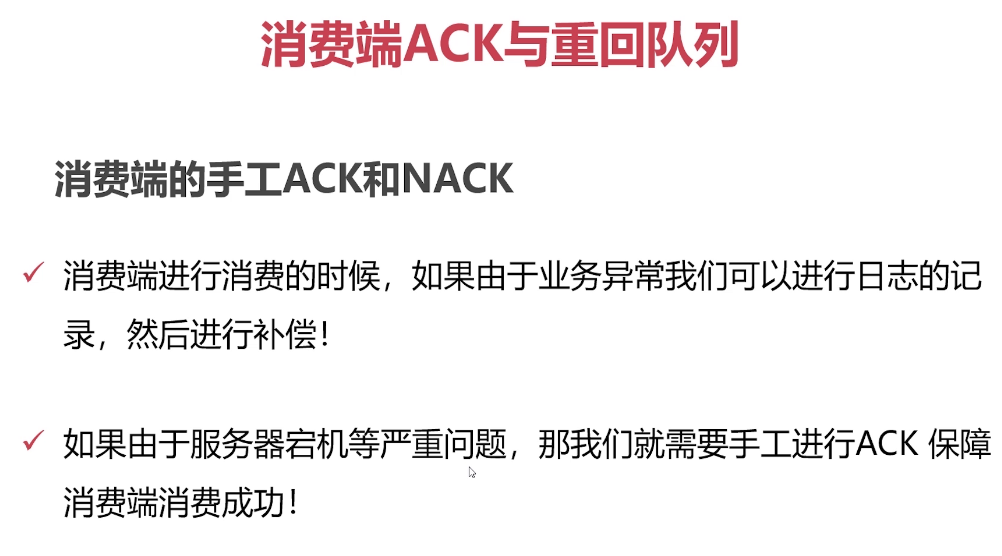 消费端ACK与重回队列
消费端的手工ACK和NACK
消费端进行消费的时候，如果由于业务异常我们可以进行日志的记
录，然后进行补偿！
如果由于服务器宕机等严重问题，那我们就需要手工进行ACK 保障
消费端消费成功！